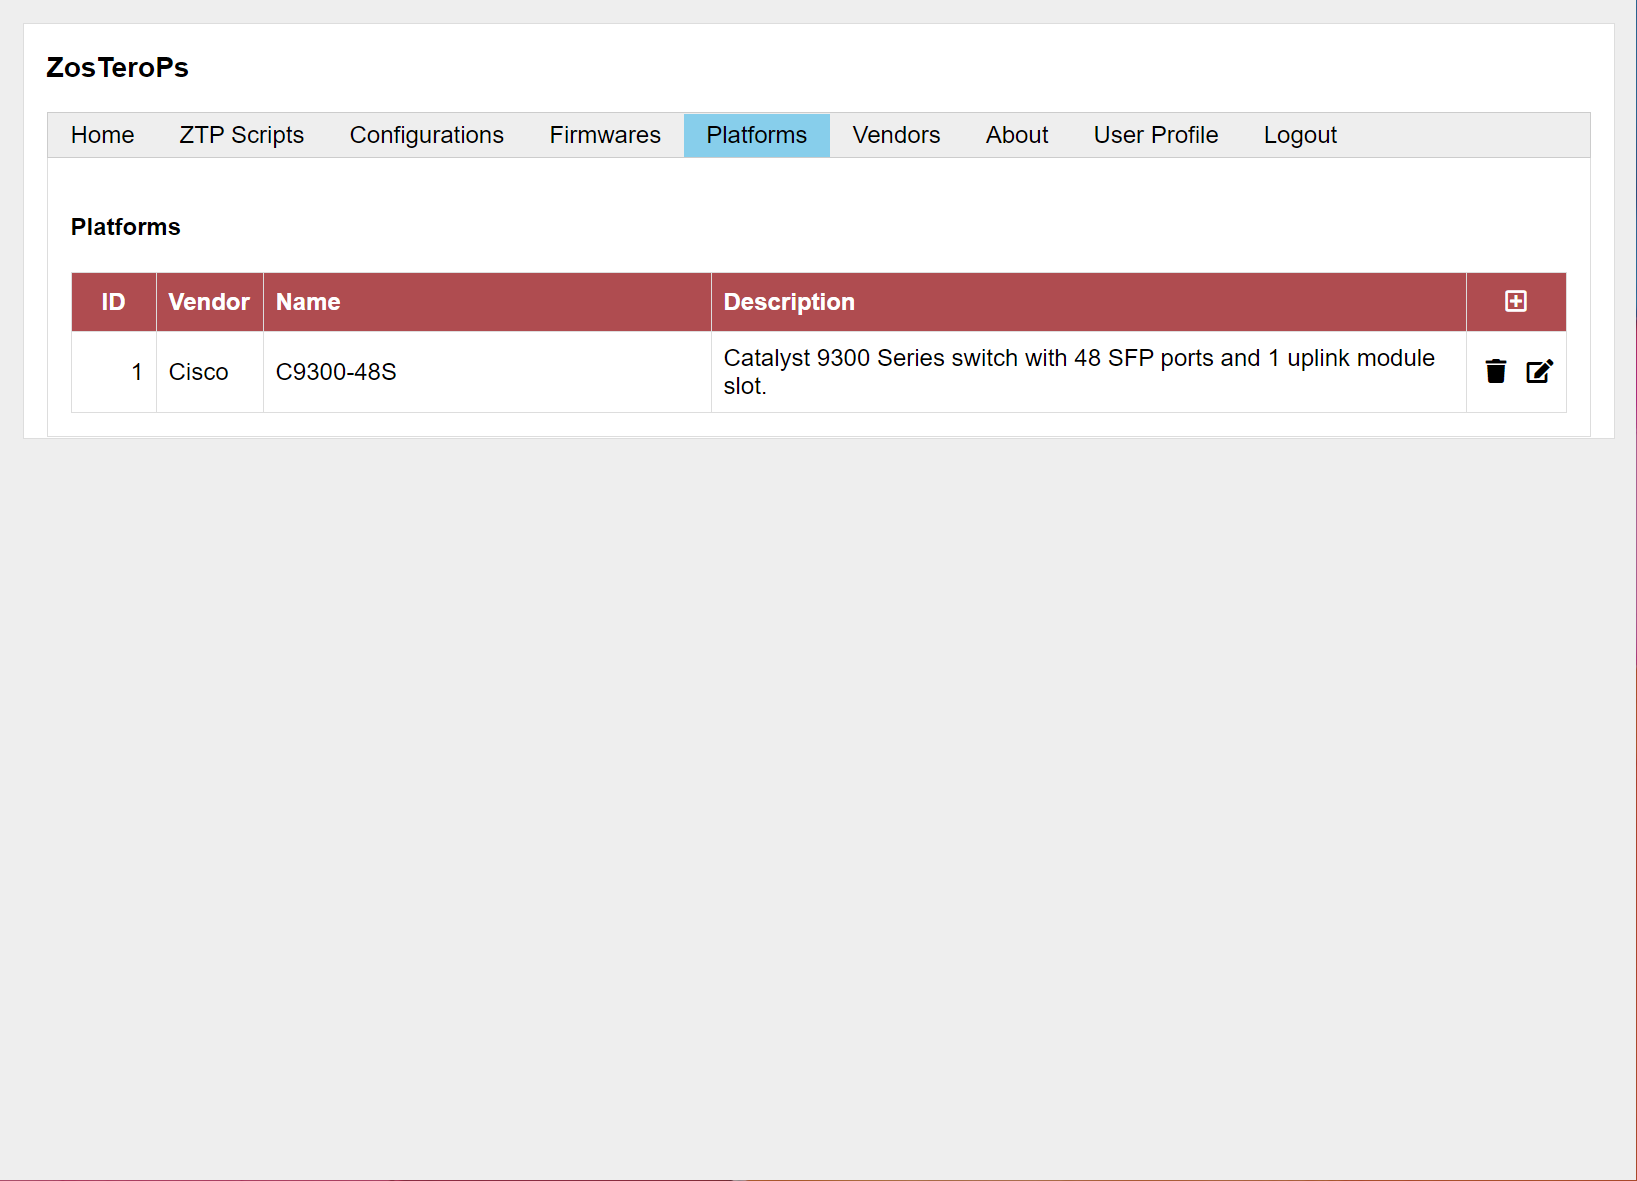 ZosTeroPs
Home ZTP Scripts Configurations Firmwares Platforms Vendors About User Profile Logout
Platforms
ID Vendor Name Description
1 Cisco C9300-48S Catalyst 9300 Series switch with 48 SFP ports and 1 uplink module
slot.